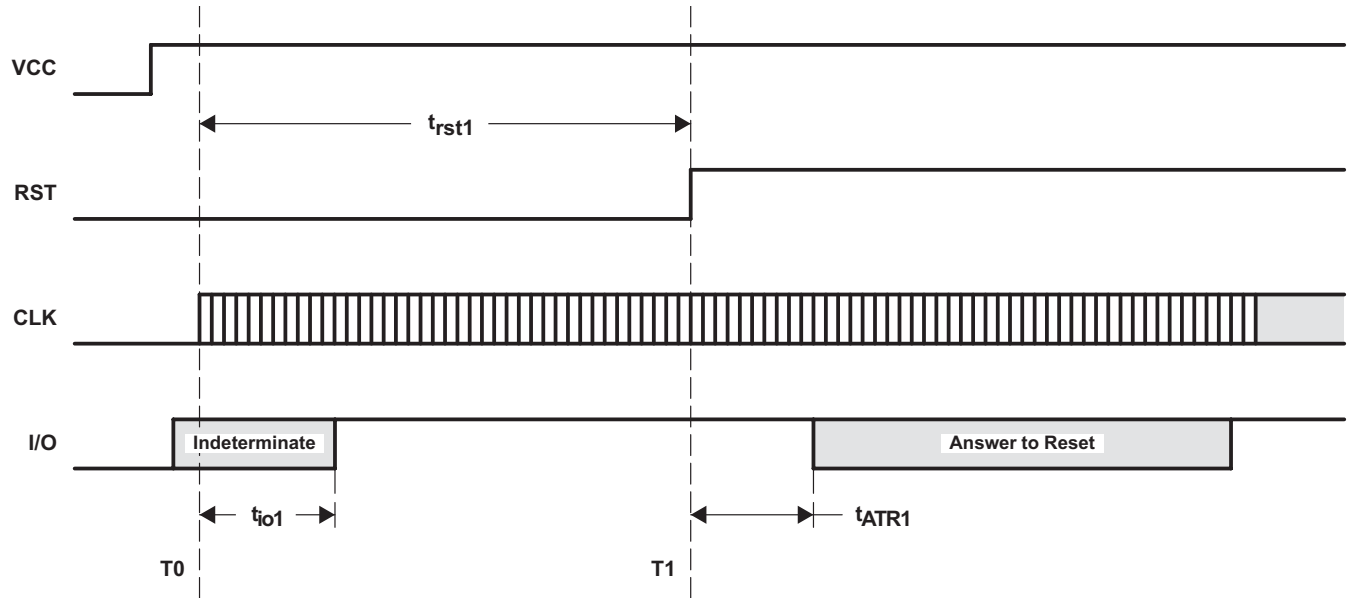 VCC
trst1
RST
CLK
I/O
Indeterminate
Answer to Reset
tio1
tATR1
T0
T1